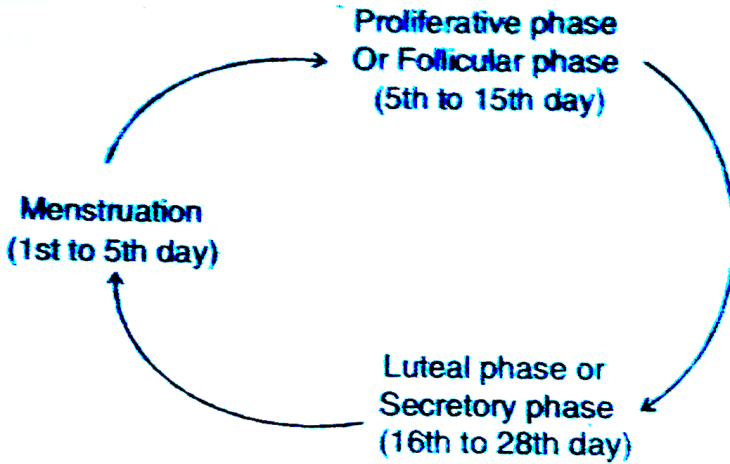 Proliferative phase
Or Follicular phase
(5th to 15th day)
Menstruation
(1st to 5th day)
Luteal phase or
Secretory phase
(16th to 28th day)